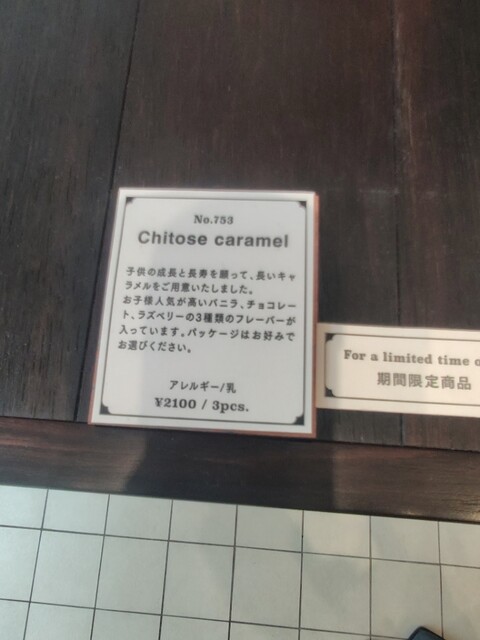 No.753
Chitose caramel
子供の成長と長寿を願って、長いキャ
ラメルをご用意いたしました。
お子様人気が高いバニラ、チョコレー
ト、ラズベリーの3種類のフレーバーが
入っています。パッケージはお好みで
お選びください。
アレルギー/乳
¥2100 / 3pcs.
For a limited time o
期間限定商品